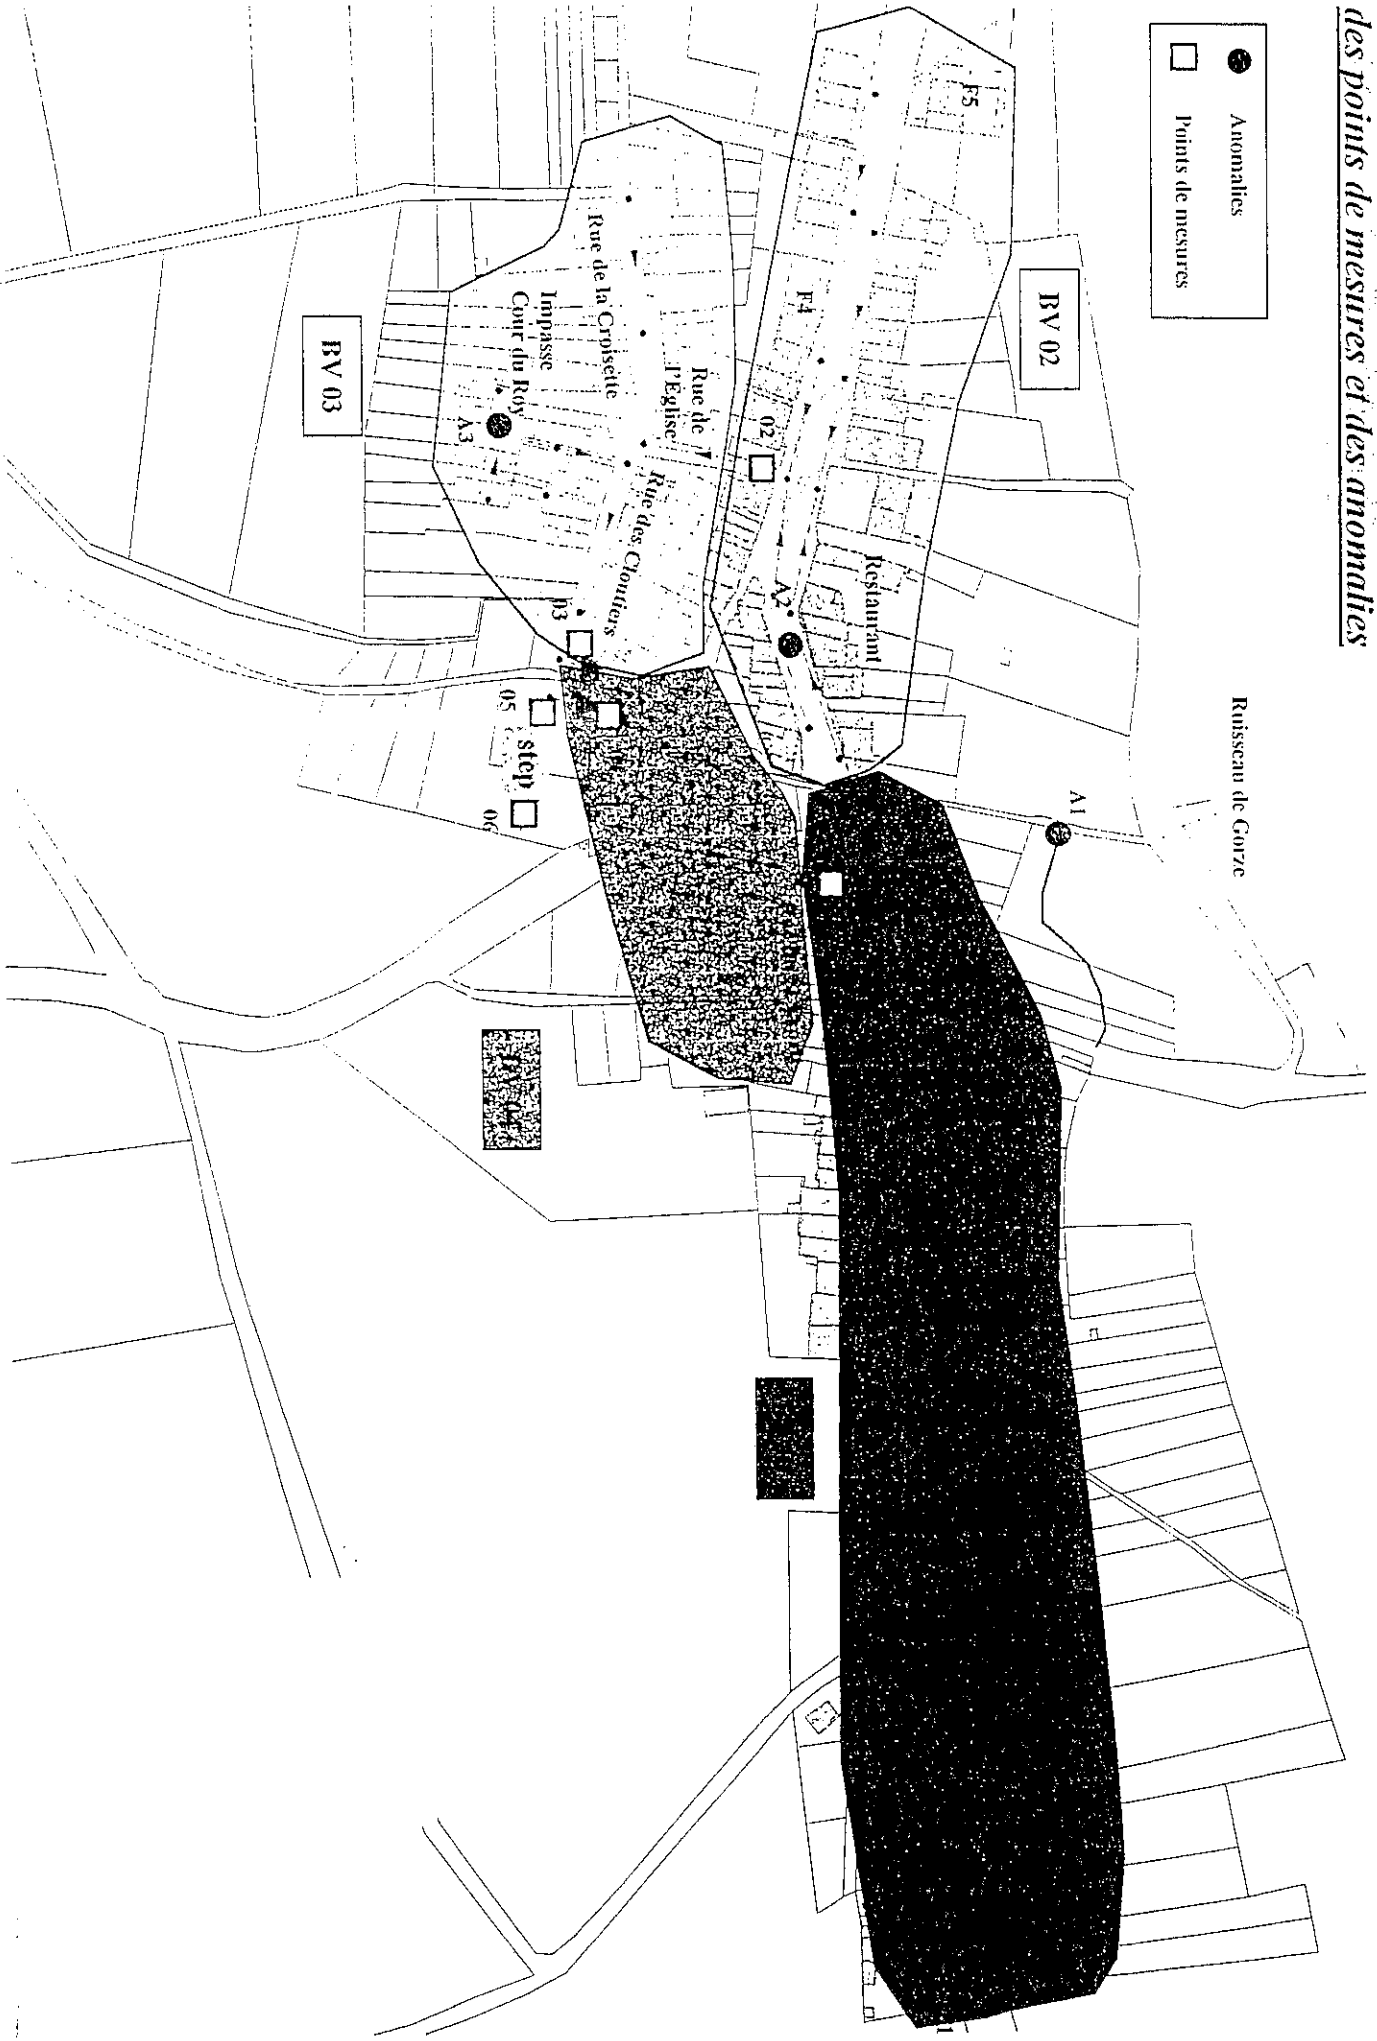 des points de mesures et des anomalies
Anomalies
Points de mesures
Ruisseau de Gorze
A1
BV 02
F5
F4
02
Restaurant
A2
Rue de
l'Église
Rue de la Croisette
Rue des Cloutiers
Impasse
Cour du Roy
A3
BV 03
03
05
step
06